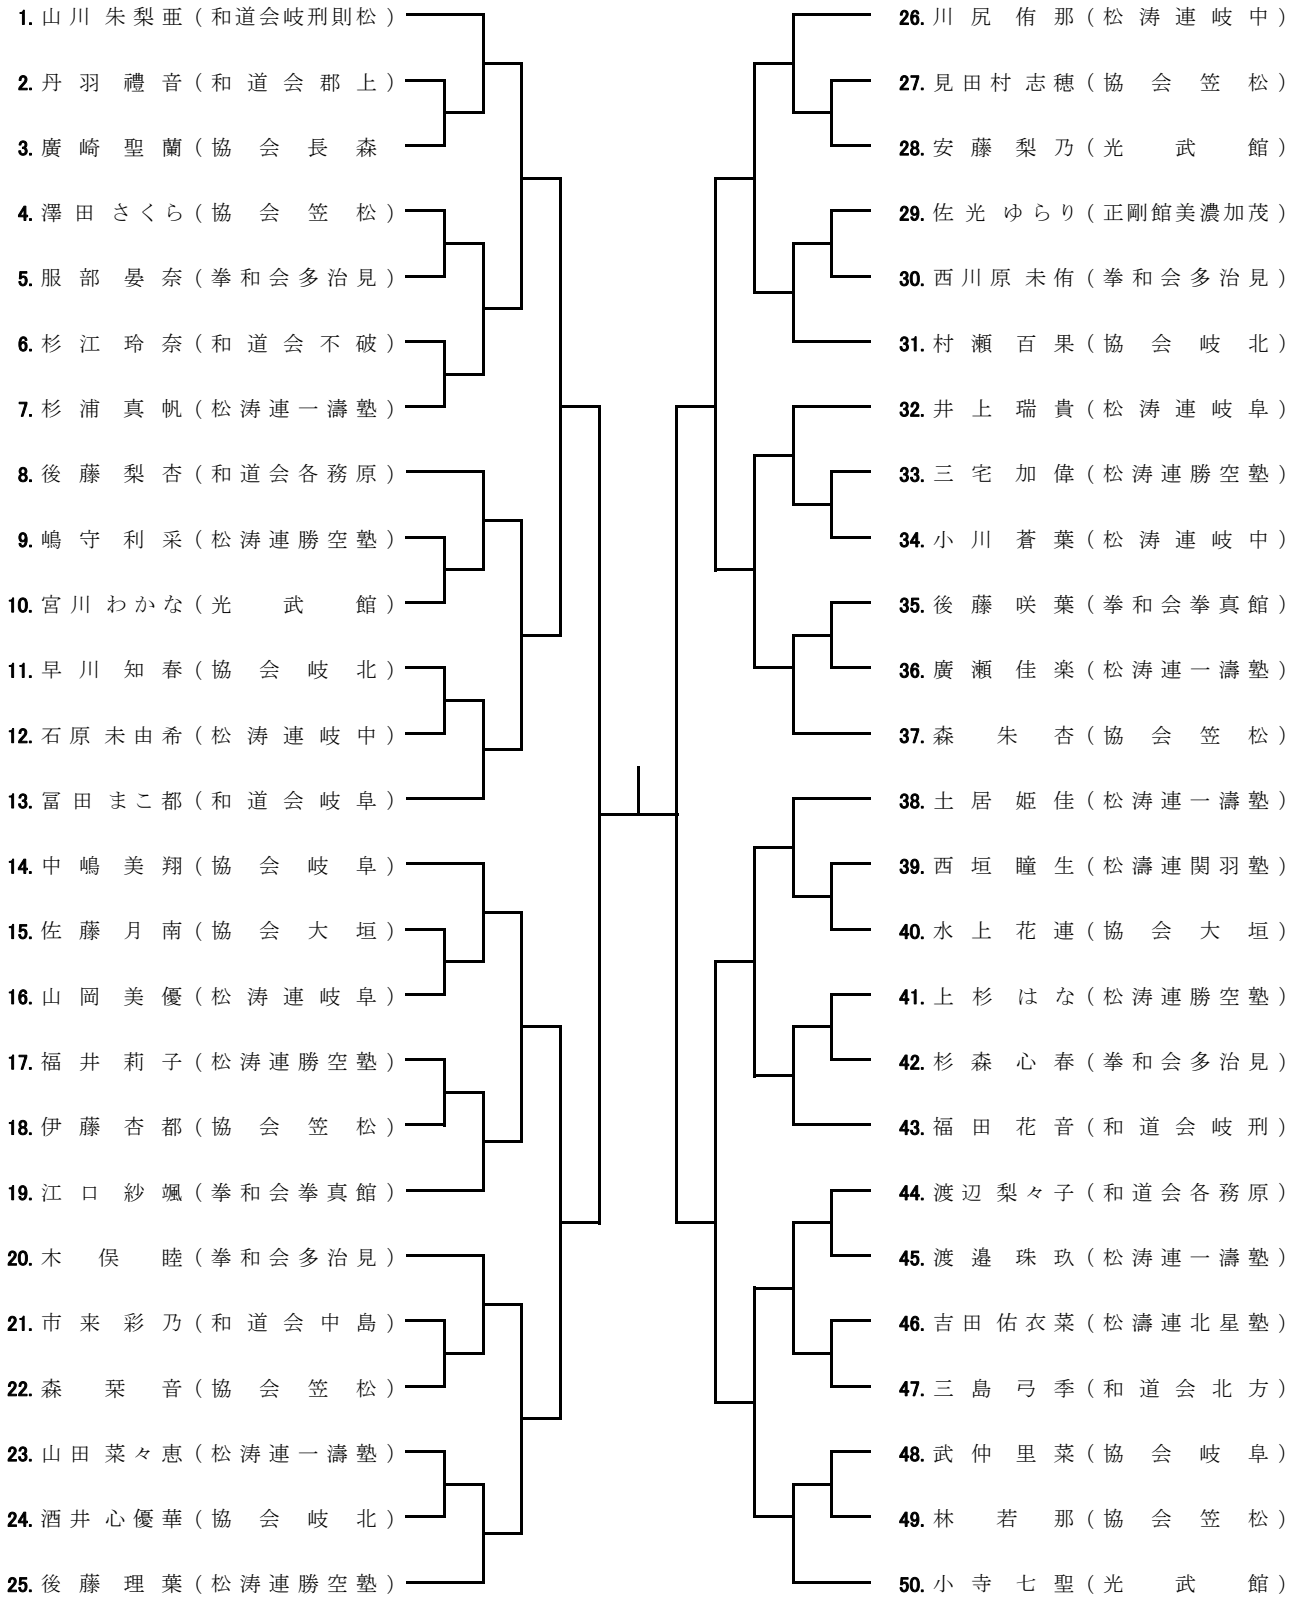 1. 山川 朱梨亜 (和道会岐刑則松)
2. 丹羽 禮音 (和道会郡上)
3. 廣崎 聖蘭 (協会長森
4. 澤田 さくら (協会笠松)
5. 服部 晏奈 (拳和会多治見)
6. 杉江 玲奈 (和道会不破)
7. 杉浦 真帆 (松涛連一濤塾)
8. 後藤 梨杏 (和道会各務原)
9. 嶋守 利采 (松涛連勝空塾)
10. 宮川 わかな (光武館)
11. 早川 知春 (協会岐北)
12. 石原 未由希 (松涛連岐中)
13. 冨田 まこ都 (和道会岐阜)
14. 中嶋 美翔 (協会岐阜)
15. 佐藤 月南 (協会大垣)
16. 山岡 美優 (松涛連岐阜)
17. 福井 莉子 (松涛連勝空塾)
18. 伊藤 杏都 (協会笠松)
19. 江口 紗颯 (拳和会拳真館)
20. 木俣 睦 (拳和会多治見)
21. 市来 彩乃 (和道会中島)
22. 森 栞音 (協会笠松)
23. 山田 菜々恵 (松涛連一濤塾)
24. 酒井 心優華 (協会岐北)
25. 後藤 理葉 (松涛連勝空塾)
26. 川尻 侑那 (松涛連岐中)
27. 見田村 志穂 (協会笠松)
28. 安藤 梨乃 (光武館)
29. 佐光 ゆらり (正剛館美濃加茂)
30. 西川原 未侑 (拳和会多治見)
31. 村瀬 百果 (協会岐北)
32. 井上 瑞貴 (松涛連岐阜)
33. 三宅 加偉 (松涛連勝空塾)
34. 小川 蒼葉 (松涛連岐中)
35. 後藤 咲葉 (拳和会拳真館)
36. 廣瀬 佳楽 (松涛連一濤塾)
37. 森 朱杏 (協会笠松)
38. 土居 姫佳 (松涛連一濤塾)
39. 西垣 瞳生 (松濤連関羽塾)
40. 水上 花連 (協会大垣)
41. 上杉 はな (松涛連勝空塾)
42. 杉森 心春 (拳和会多治見)
43. 福田 花音 (和道会岐刑)
44. 渡辺 梨々子 (和道会各務原)
45. 渡邉 珠玖 (松涛連一濤塾)
46. 吉田 佑衣菜 (松濤連北星塾)
47. 三島 弓季 (和道会北方)
48. 武仲 里菜 (協会岐阜)
49. 林 若那 (協会笠松)
50. 小寺 七聖 (光武館)